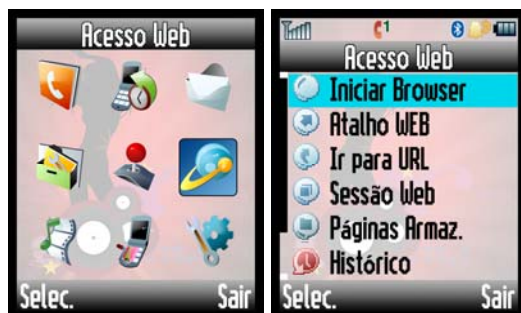 Acesso Web
Selec. Sair
1
Acesso Web
Iniciar Browser
Atalho WEB
Ir para URL
Sessão Web
Páginas Armaz.
Histórico
Selec. Sair